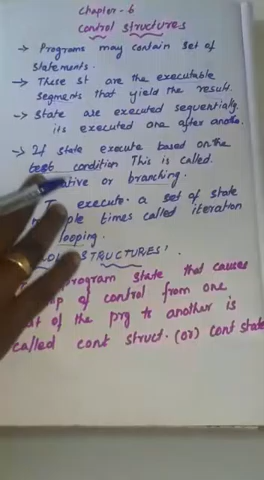 Chapter - 6
Control Structures
→ Programs may contain set of
statements.
→ These st are the executable
segments that yield the result.
→ State are executed sequentially
its executed one after another.
→ If state execute based on the
test condition This is called
or branching.
To execute a set of state
times called iteration
looping.
STRUCTURES:
program state that causes
of control from one
of the prg to another is
called cont struct. (or) cont state